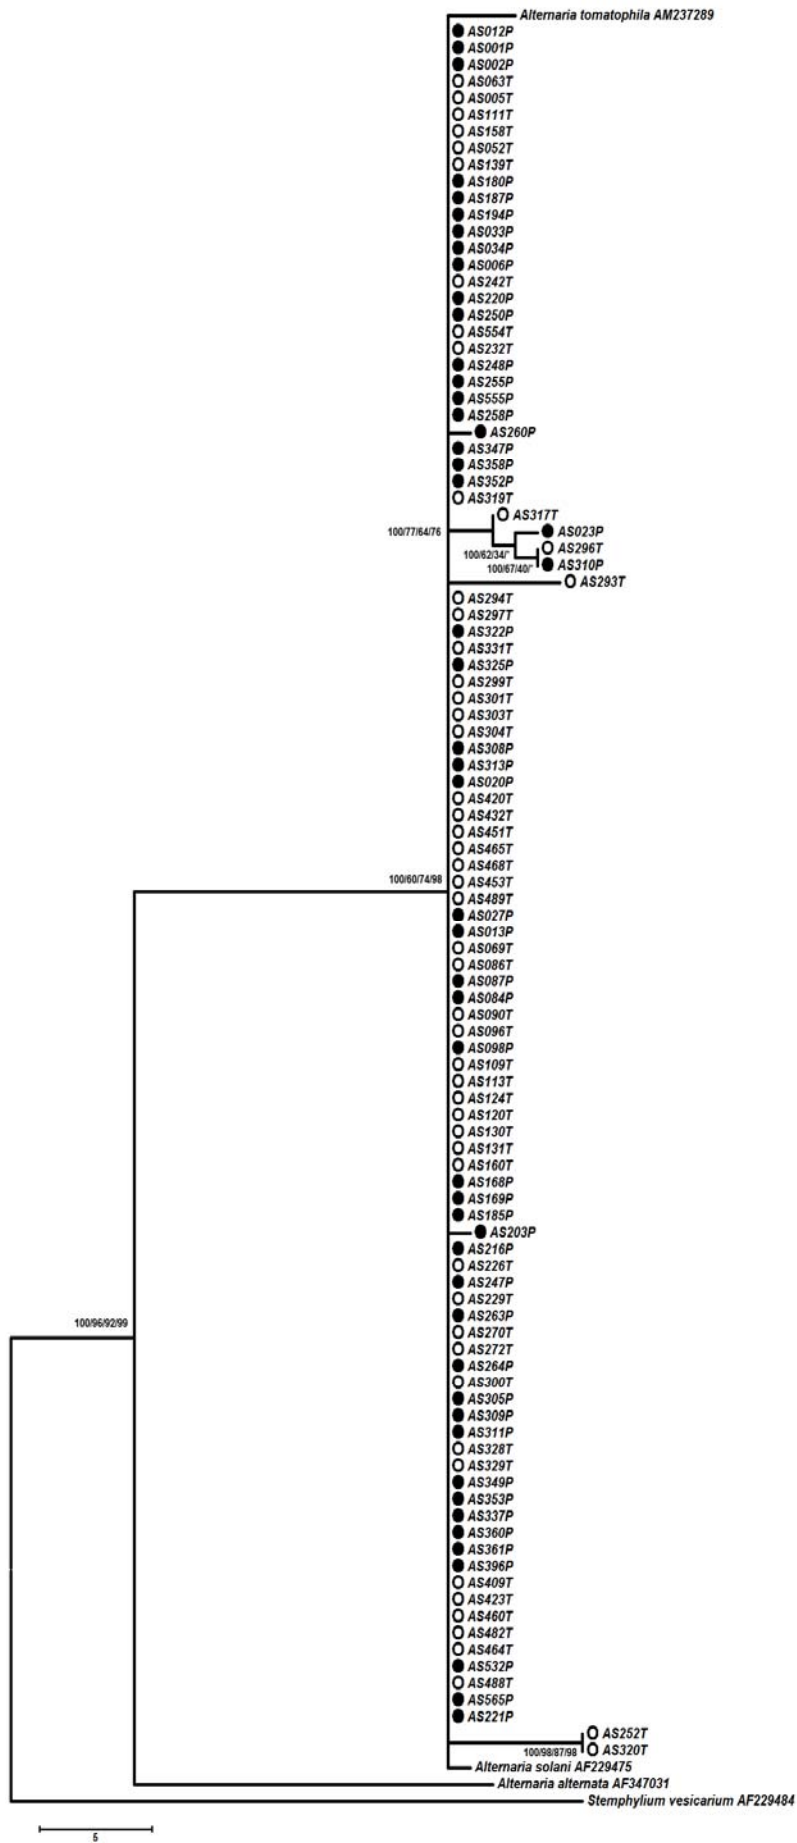 Alternaria tomatophila AM237289
AS012P
AS001P
AS002P
AS063T
AS005T
AS111T
AS158T
AS052T
AS139T
AS180P
AS187P
AS194P
AS033P
AS034P
AS006P
AS242T
AS220P
AS250P
AS554T
AS232T
AS248P
AS255P
AS555P
AS258P
AS260P
AS347P
AS358P
AS352P
AS319T
AS317T
100/77/64/76
AS023P
AS296T
100/62/34/*
AS310P
100/67/40/*
AS293T
AS294T
AS297T
AS322P
AS331T
AS325P
AS299T
AS301T
AS303T
AS304T
AS308P
AS313P
AS020P
AS420T
AS432T
AS451T
AS465T
AS468T
100/60/74/98
AS453T
AS489T
AS027P
AS013P
AS069T
AS086T
AS087P
AS084P
AS090T
AS096T
AS098P
AS109T
AS113T
AS124T
AS120T
AS130T
AS131T
AS160T
AS168P
AS169P
AS185P
AS203P
AS216P
AS226T
AS247P
AS229T
AS263P
100/96/92/99
AS270T
AS272T
AS264P
AS300T
AS305P
AS309P
AS311P
AS328T
AS329T
AS349P
AS353P
AS337P
AS360P
AS361P
AS396P
AS409T
AS423T
AS460T
AS482T
AS464T
AS532P
AS488T
AS565P
AS221P
AS252T
100/98/87/98
AS320T
Alternaria solani AF229475
Alternaria alternata AF347031
Stemphylium vesicarium AF229484
5